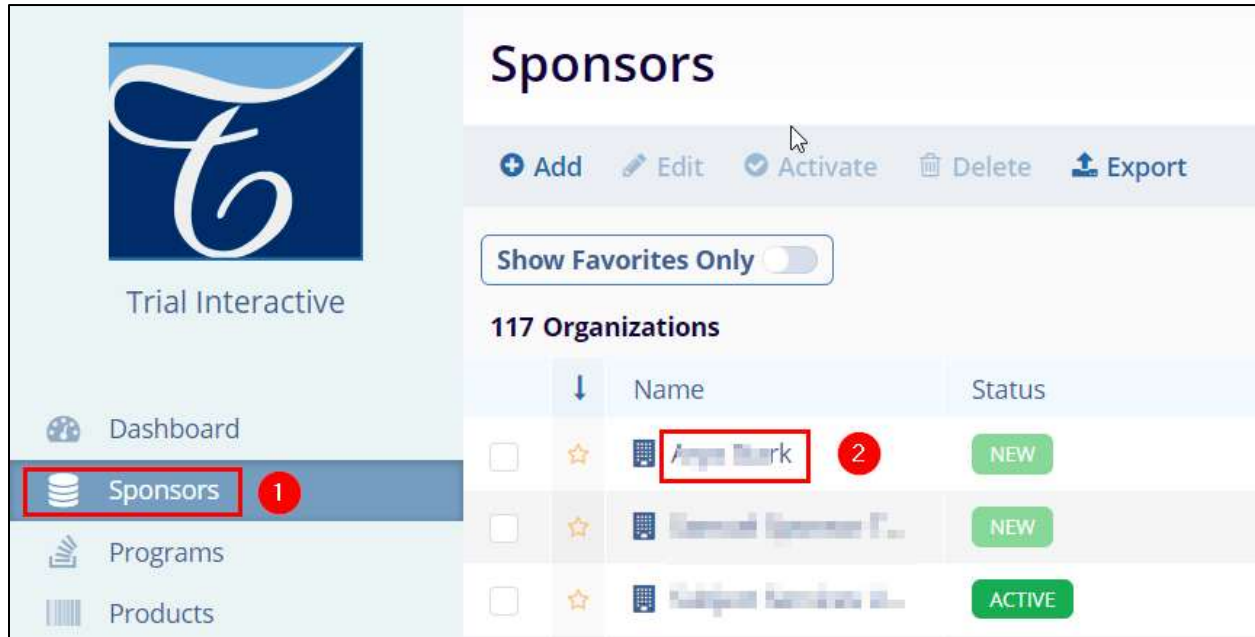 Sponsors
Add Edit Activate Delete Export
Show Favorites Only
Trial Interactive
117 Organizations
Name Status
Dashboard
2 NEW
Sponsors 1
NEW
Programs
Products
ACTIVE